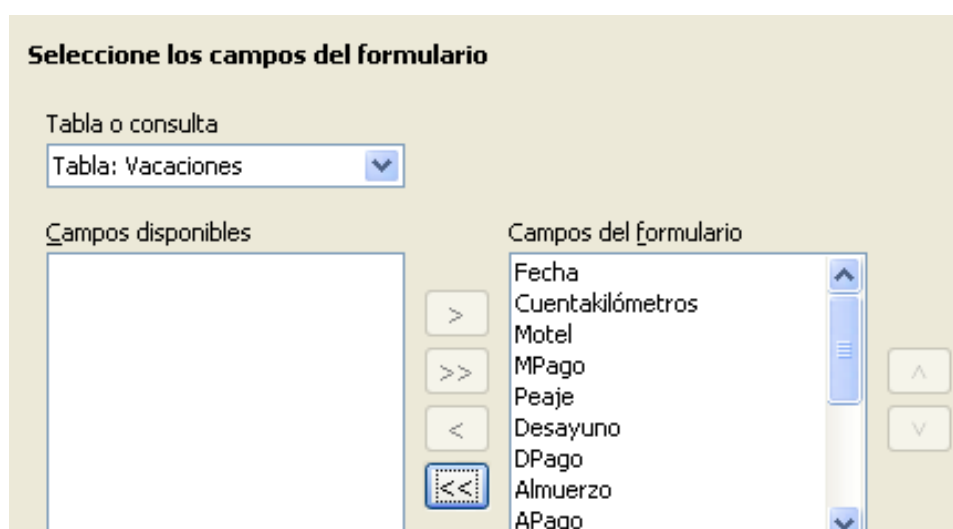 Seleccione los campos del formulario
Tabla o consulta
Tabla: Vacaciones
Campos disponibles
Campos del formulario
Fecha
Cuentakilómetros
Motel
MPago
Peaje
Desayuno
DPago
Almuerzo
APago
>
>>
<
<<
^
v